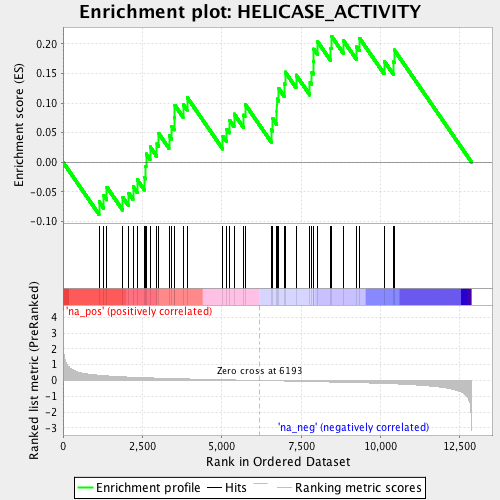 Enrichment plot: HELICASE_ACTIVITY
Enrichment score (ES)
0.20
0.15
0.10
0.05
0.00
-0.05
-0.10
'na_pos' (positively correlated)
Ranked list metric (PreRanked)
4
3
2
1
0
-1
-2
-3
Zero cross at 6193
'na_neg' (negatively correlated)
0
2,500
5,000
7,500
10,000
12,500
Rank in Ordered Dataset
Enrichment profile
Hits
Ranking metric scores